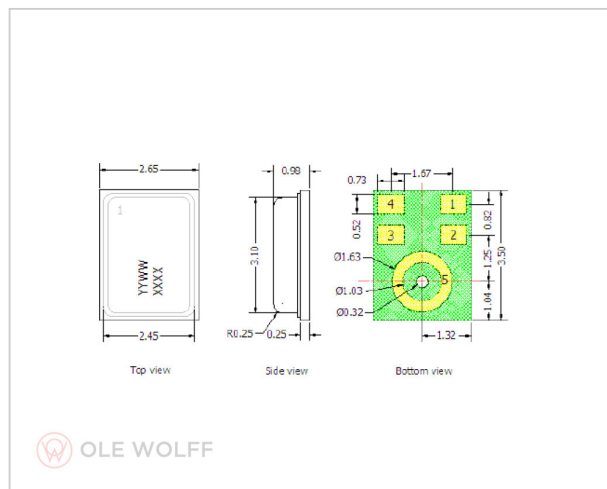 2.65
1
YYWW
XXXX
2.45
Top view
0.98
3.10
R0.25
0.25
Side view
1.67
0.73
4
1
0.52
0.82
3
2
1.25
3.50
Ø1.63
5
Ø1.03
1.04
Ø0.32
1.32
Bottom view
OLE WOLFF